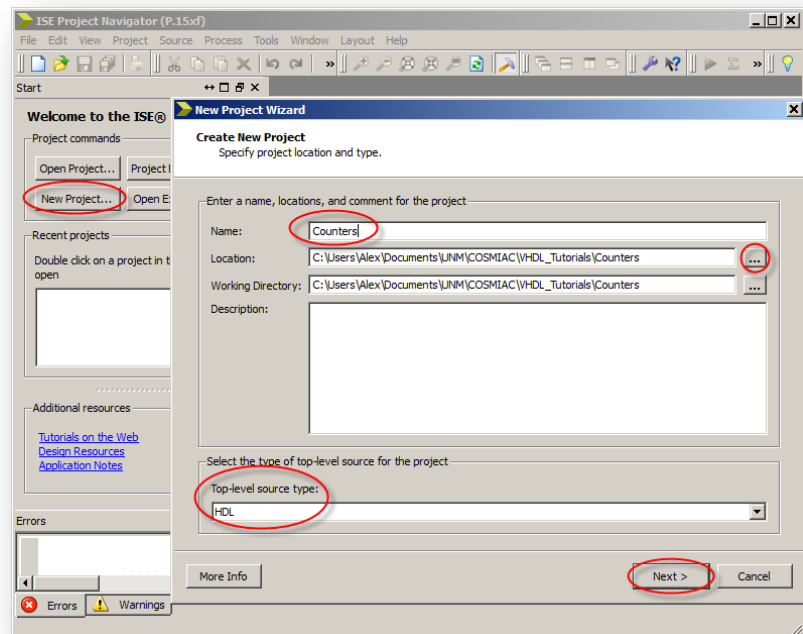 ISE Project Navigator (P.15xf)
File Edit View Project Source Process Tools Window Layout Help
Start
Welcome to the ISE®
Project commands
Open Project...
New Project...
Open
Recent projects
Double click on a project in
open
Additional resources
Tutorials on the Web
Design Resources
Application Notes
Errors
Errors Warnings
New Project Wizard
Create New Project
Specify project location and type.
Enter a name, locations, and comment for the project
Name: Counters
Location: C:\Users\Alex\Documents\UNM\COSMIAC\VHDL_Tutorials\Counters ...
Working Directory: C:\Users\Alex\Documents\UNM\COSMIAC\VHDL_Tutorials\Counters ...
Description:
Select the type of top-level source for the project
Top-level source type:
HDL
More Info Next > Cancel